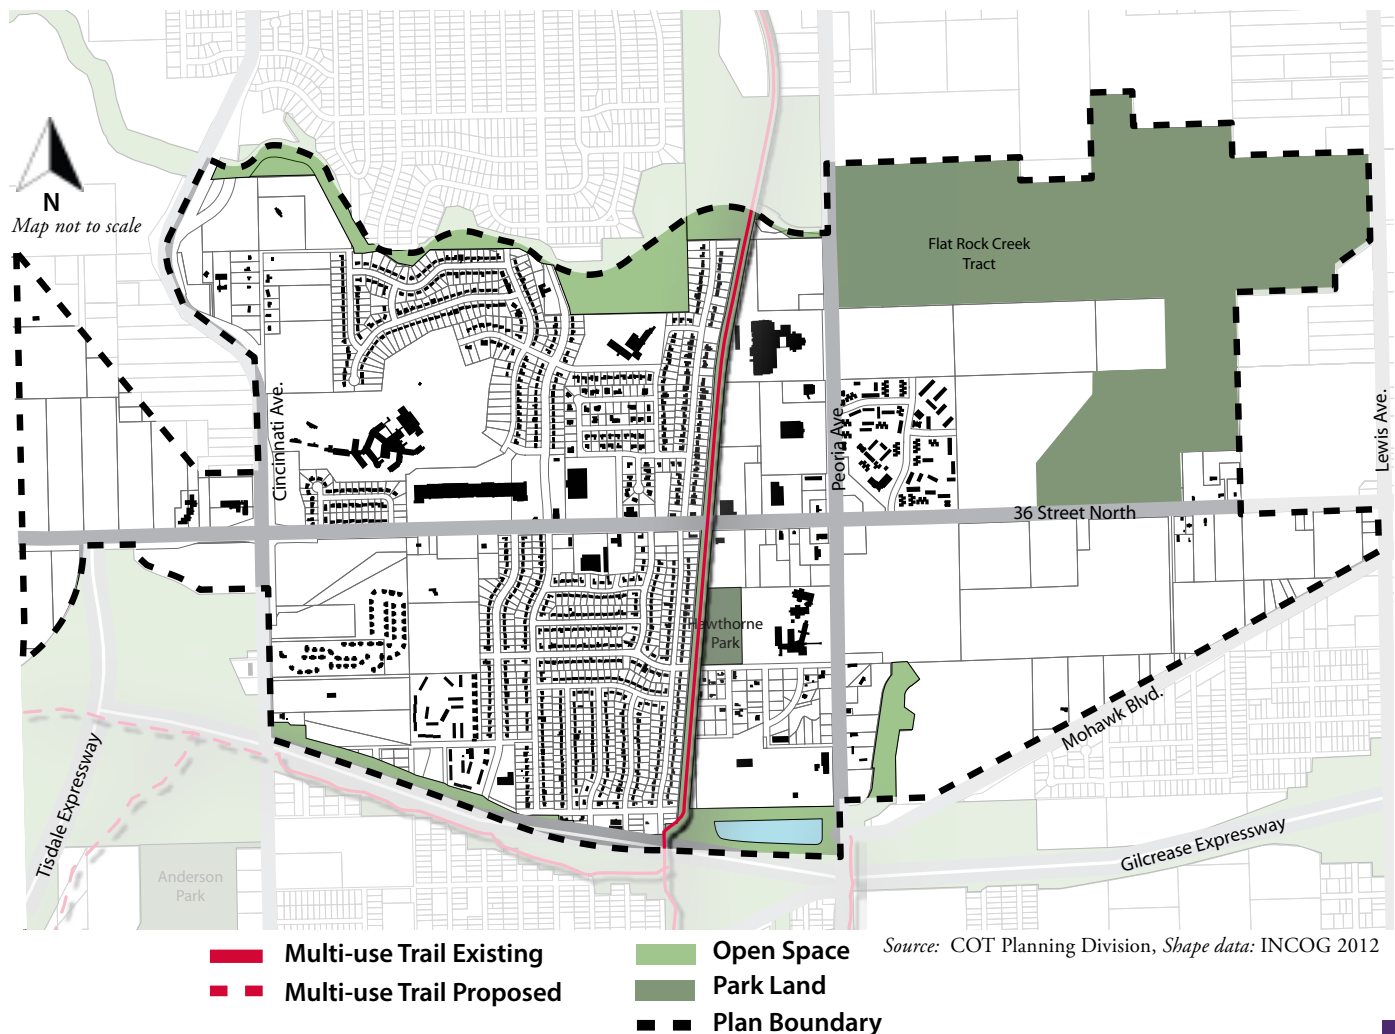 N
Map not to scale
Flat Rock Creek
Tract
Cincinnati Ave.
Peoria Ave.
Lewis Ave.
36 Street North
Hawthorne
Park
Mohawk Blvd.
Tisdale Expressway
Gilcrease Expressway
Anderson
Park
Multi-use Trail Existing
Multi-use Trail Proposed
Open Space
Park Land
Plan Boundary
Source: COT Planning Division, Shape data: INCOG 2012